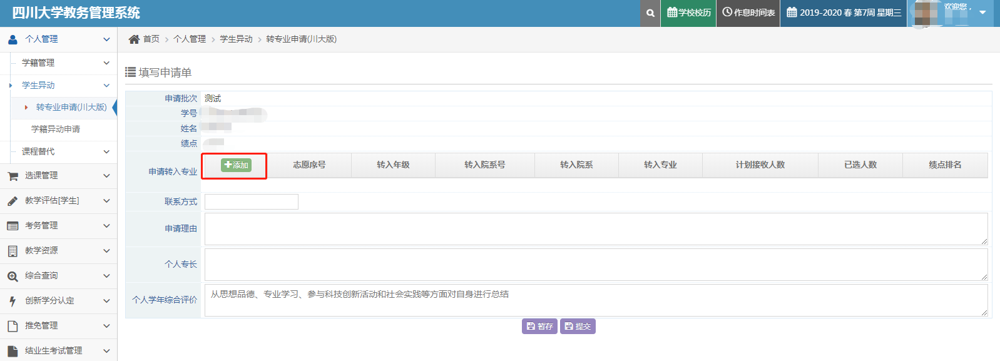 四川大学教务管理系统
学校校历
作息时间表
2019-2020 春 第7周 星期三
欢迎您，
个人管理
学籍管理
学生异动
转专业申请(川大版)
学籍异动申请
课程替代
选课管理
教学评估[学生]
考务管理
教学资源
综合查询
创新学分认定
推免管理
结业生考试管理
首页 > 个人管理 > 学生异动 > 转专业申请(川大版)
填写申请单
申请批次 测试
学号
姓名
绩点
申请转入专业 添加 志愿序号 转入年级 转入院系号 转入院系 转入专业 计划接收人数 已选人数 绩点排名
联系方式
申请理由
个人专长
个人学年综合评价 从思想品德、专业学习、参与科技创新活动和社会实践等方面对自身进行总结
暂存 提交